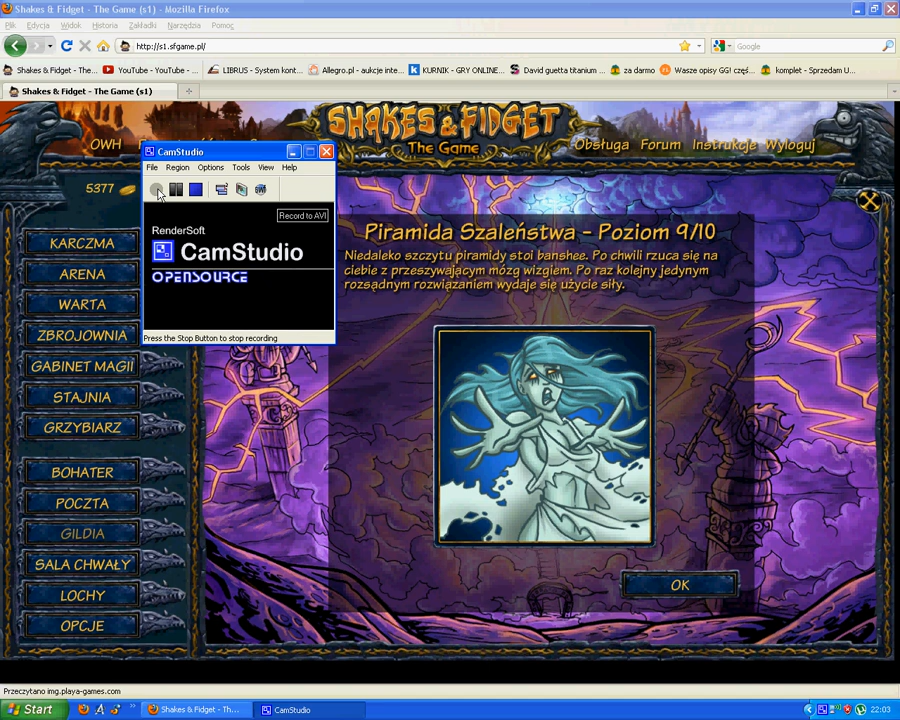 Shakes & Fidget - The Game (s1) - Mozilla Firefox
Plik Edycja Widok Historia Zakładki Narzędzia Pomoc
http://s1.sfgame.pl/
Google
Shakes & Fidget - The... YouTube - YouTube - ... LIBRUS - System kont... Allegro.pl - aukcje inte... KURNIK - GRY ONLINE... David guetta titanium ... za darmo Wasze opisy GG! częś... komplet - Sprzedam U...
Shakes & Fidget - The Game (s1)
SHAKES & FIDGET
The Game
OWH
Obsługa Forum Instrukcje Wyloguj
5377
CamStudio
File Region Options Tools View Help
Record to AVI
RenderSoft
CamStudio
OPENSOURCE
Press the Stop Button to stop recording
KARCZMA
ARENA
WARTA
ZBROJOWNIA
GABINET MAGII
STAJNIA
GRZYBIARZ
BOHATER
POCZTA
GILDIA
SALA CHWAŁY
LOCHY
OPCJE
Piramida Szaleństwa - Poziom 9/10
Niedaleko szczytu piramidy stoi banshee. Po chwili rzuca się na
ciebie z przeszywającym mózg wizgiem. Po raz kolejny jedynym
rozsądnym rozwiązaniem wydaje się użycie siły.
OK
Przeczytano img.playa-games.com
Start
Shakes & Fidget - Th...
CamStudio
22:03